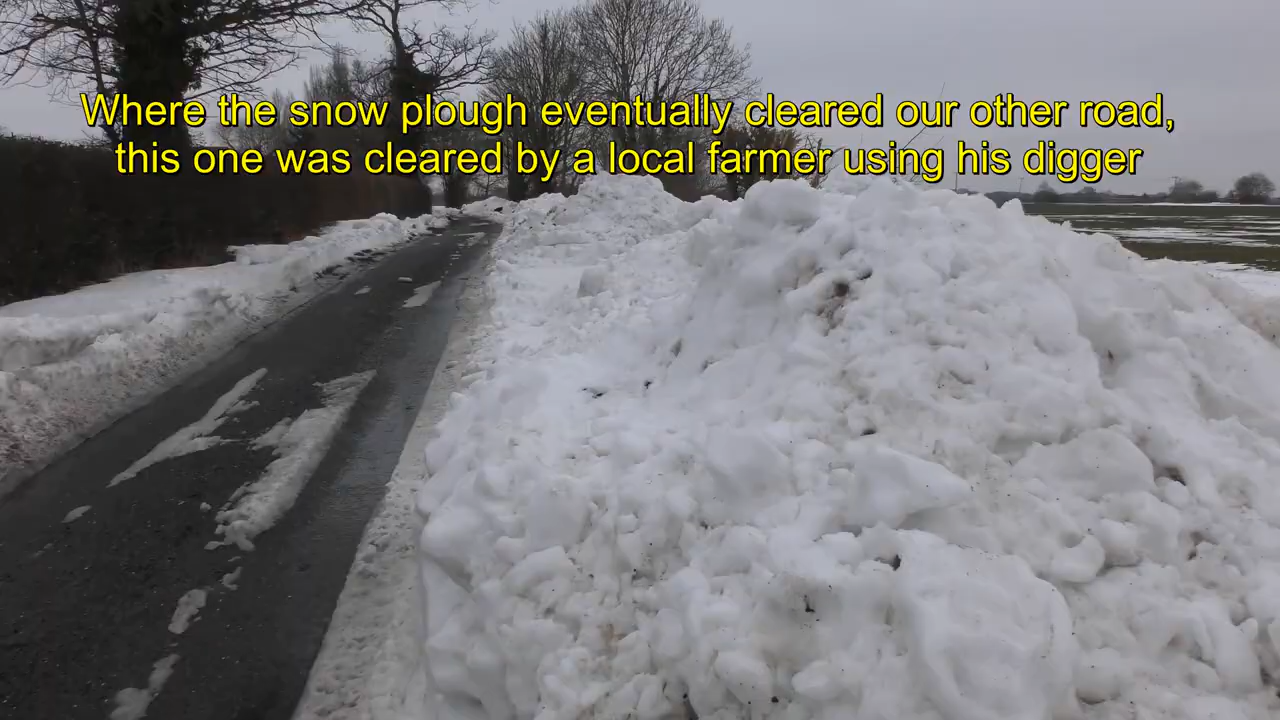 Where the snow plough eventually cleared our other road,
this one was cleared by a local farmer using his digger